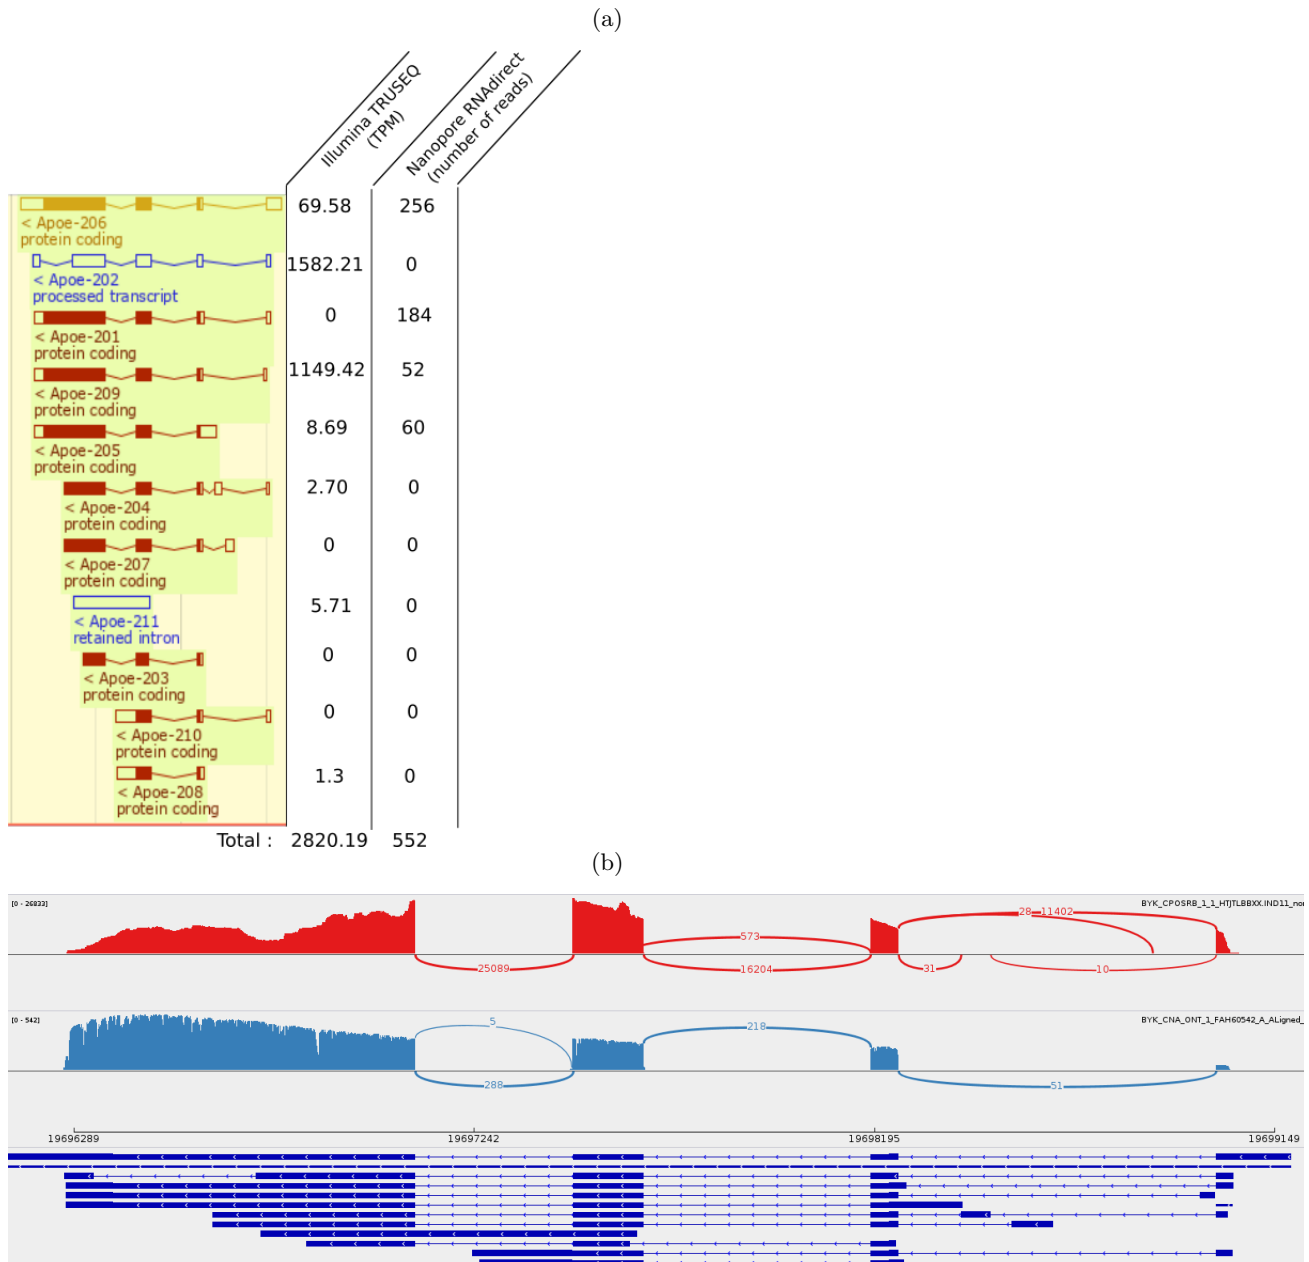 (a)
Illumina TRUSEQ
(TPM)
Nanopore RNAdirect
(number of reads)
69.58 256
< Apoe-206
protein coding
1582.21 0
< Apoe-202
processed transcript
0 184
< Apoe-201
protein coding
1149.42 52
< Apoe-209
protein coding
8.69 60
< Apoe-205
protein coding
2.70 0
< Apoe-204
protein coding
0 0
< Apoe-207
protein coding
5.71 0
< Apoe-211
retained intron
0 0
< Apoe-203
protein coding
0 0
< Apoe-210
protein coding
1.3 0
< Apoe-208
protein coding
Total : 2820.19 552
(b)
[0 - 26833]
BYK_CPOSRB_1_1_HTJTLBBXX.IND11_nor
28 11402
573
25089
16204
31
10
[0 - 542]
BYK_CNA_ONT_1_FAH60542_A_ALigned_
5
218
288
51
19696289 19697242 19698195 19699149